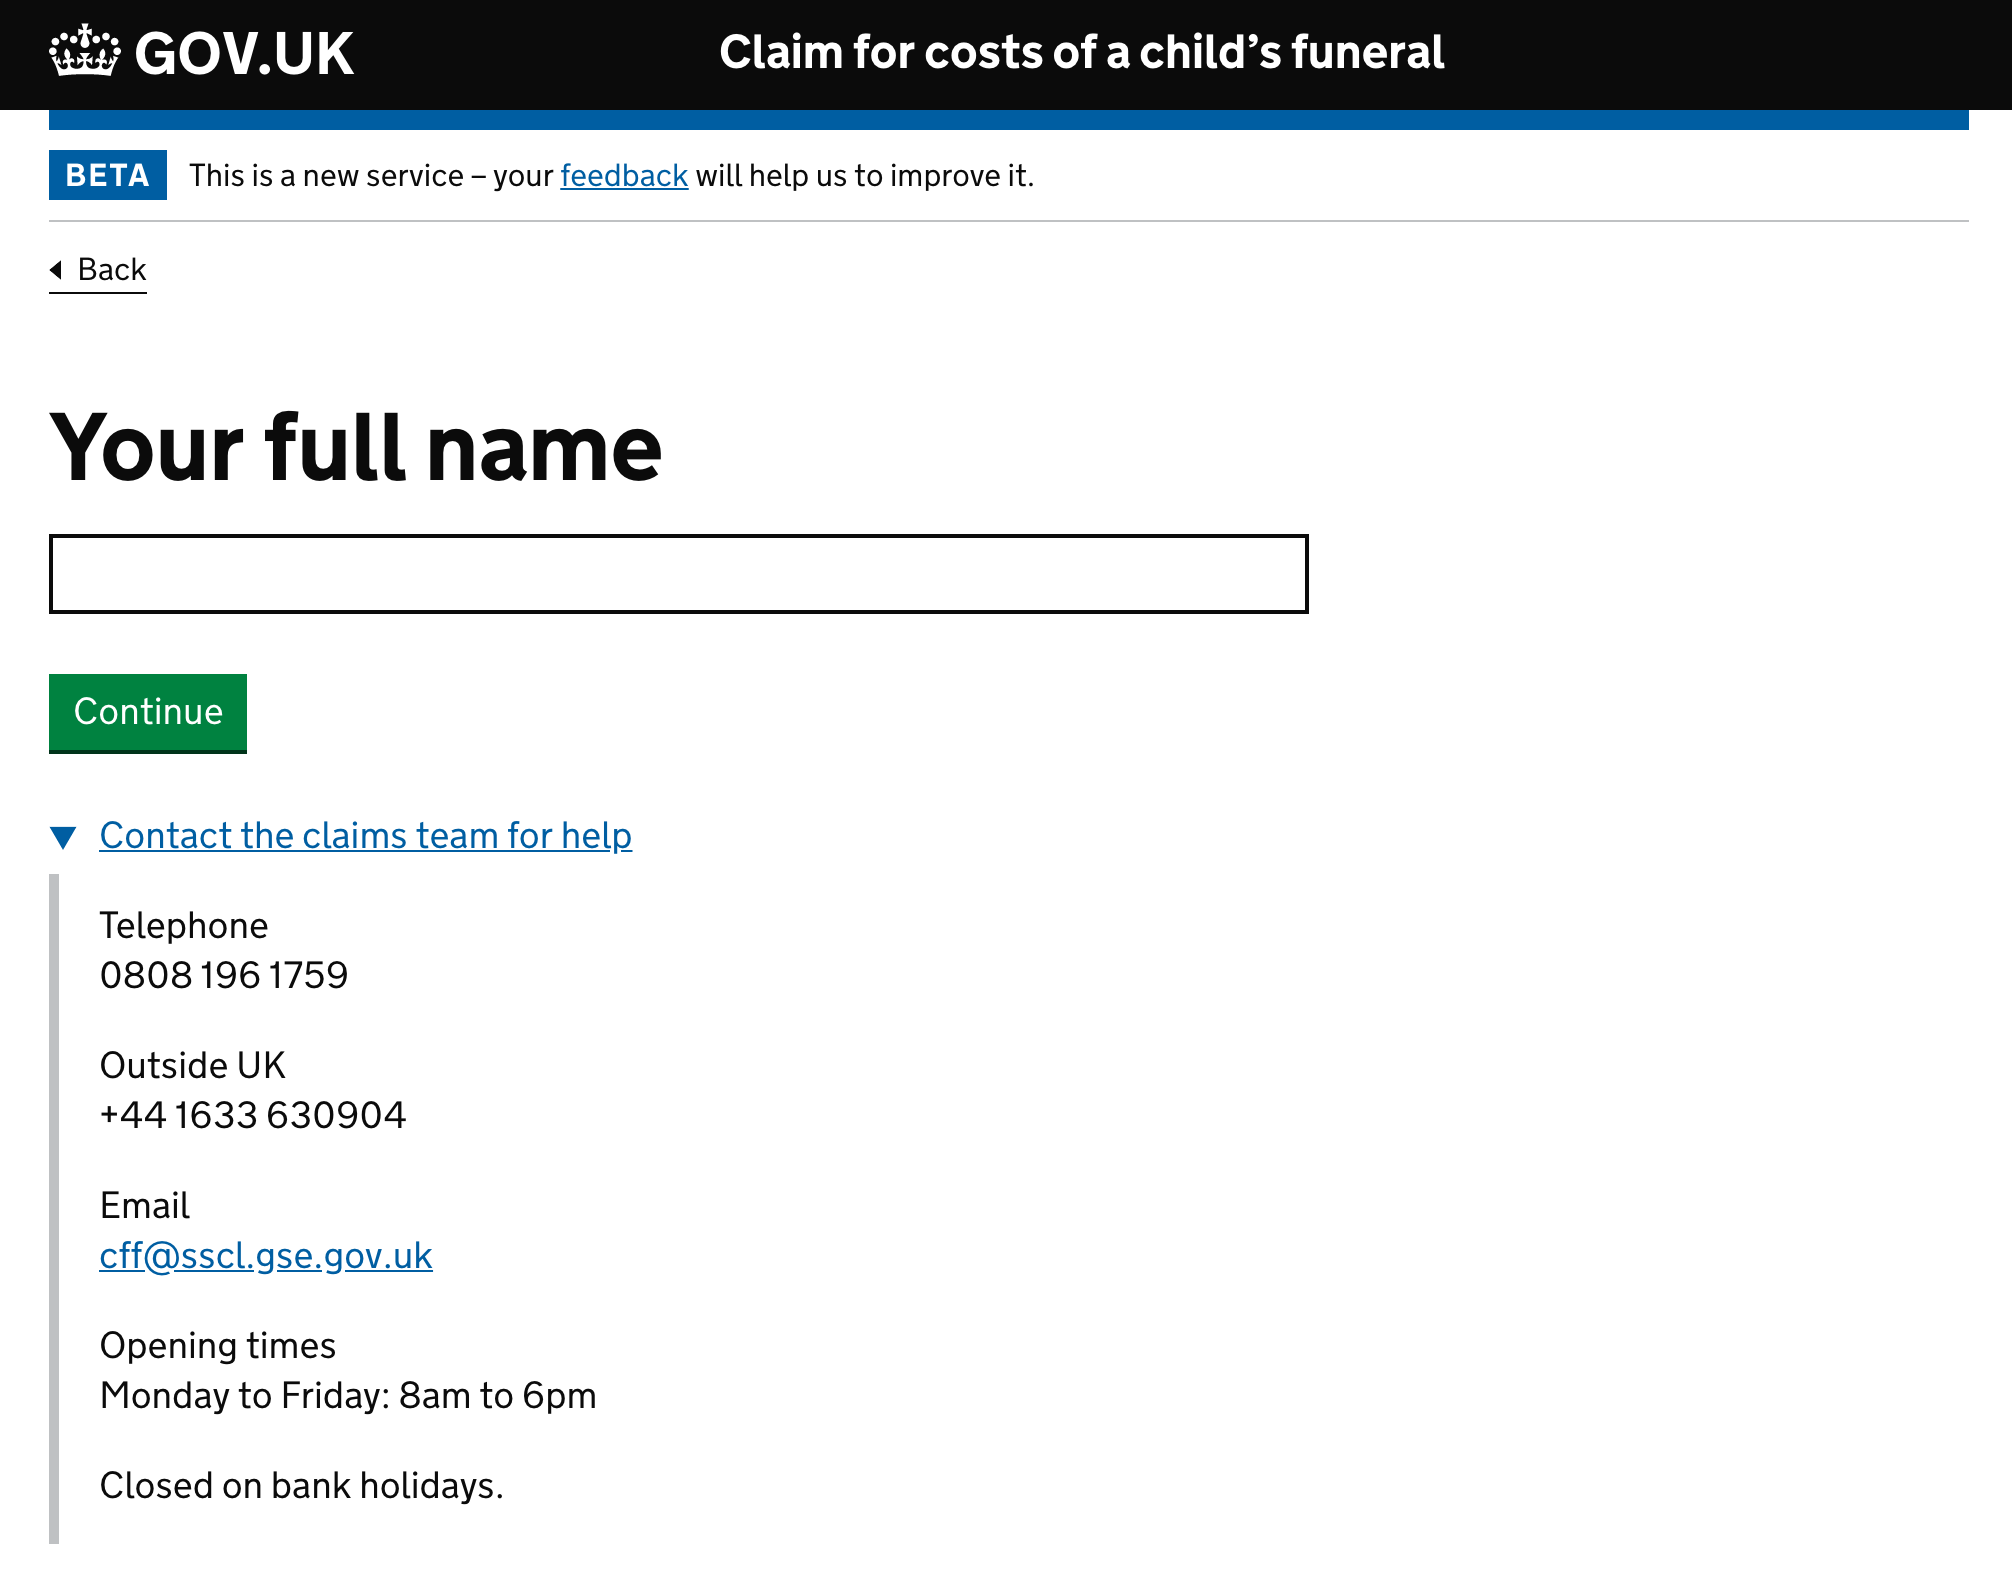 GOV.UK
Claim for costs of a child’s funeral
BETA
This is a new service – your feedback will help us to improve it.
Back
Your full name
Continue
Contact the claims team for help
Telephone
0808 196 1759
Outside UK
+44 1633 630904
Email
cff@sscl.gse.gov.uk
Opening times
Monday to Friday: 8am to 6pm
Closed on bank holidays.